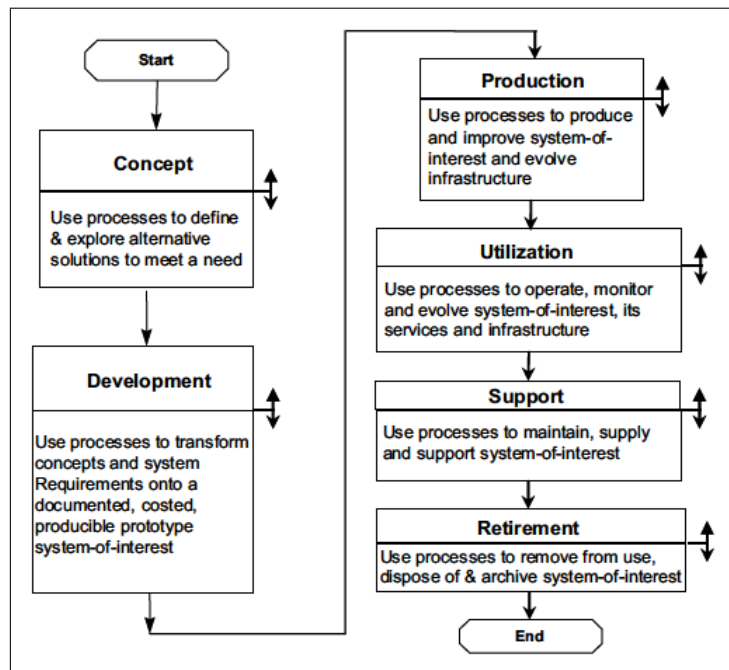 Start
Concept
Use processes to define
& explore alternative
solutions to meet a need
Development
Use processes to transform
concepts and system
Requirements onto a
documented, costed,
producible prototype
system-of-interest
Production
Use processes to produce
and improve system-of-
interest and evolve
infrastructure
Utilization
Use processes to operate, monitor
and evolve system-of-interest, its
services and infrastructure
Support
Use processes to maintain, supply
and support system-of-interest
Retirement
Use processes to remove from use,
dispose of & archive system-of-interest
End